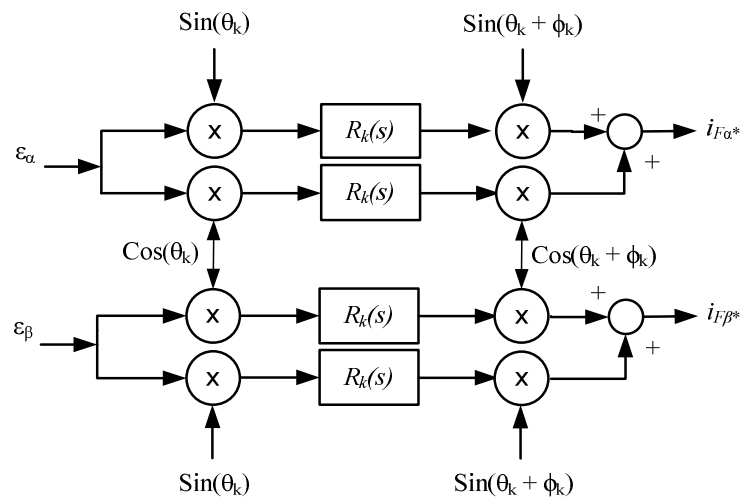 Sin(θk) Sin(θk + ϕk)
x Rk(s) x + iFα*
εα
x Rk(s) x +
Cos(θk) Cos(θk + ϕk)
x Rk(s) x + iFβ*
εβ
x Rk(s) x +
Sin(θk) Sin(θk + ϕk)